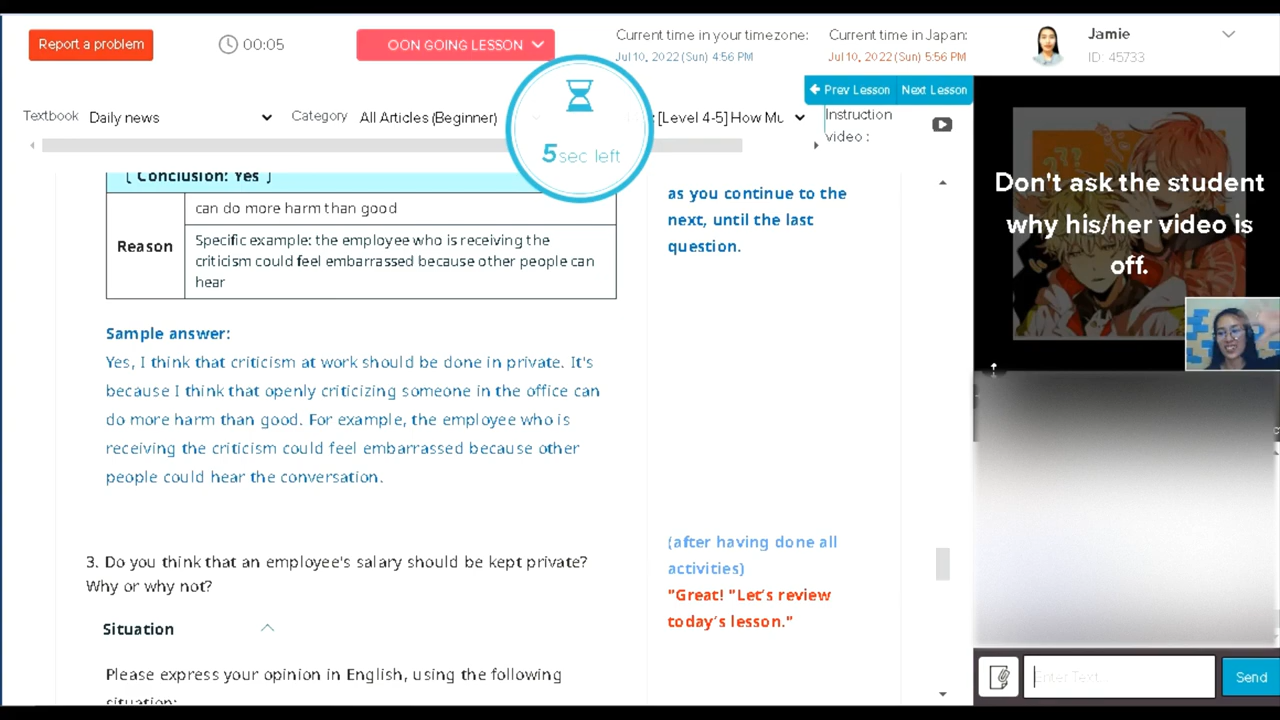 Report a problem
00:05
OON GOING LESSON
Current time in your timezone:
Jul 10, 2022 (Sun) 4:56 PM
Current time in Japan:
Jul 10, 2022 (Sun) 5:56 PM
Jamie
ID: 45733
Prev Lesson Next Lesson
Textbook Daily news
Category All Articles (Beginner)
[Level 4-5] How Mu
Instruction
video :
5 sec left
[ Conclusion: Yes ]
can do more harm than good
Reason
Specific example: the employee who is receiving the
criticism could feel embarrassed because other people can
hear
Sample answer:
Yes, I think that criticism at work should be done in private. It's
because I think that openly criticizing someone in the office can
do more harm than good. For example, the employee who is
receiving the criticism could feel embarrassed because other
people could hear the conversation.
3. Do you think that an employee's salary should be kept private?
Why or why not?
Situation
Please express your opinion in English, using the following
situation:
as you continue to the
next, until the last
question.
(after having done all
activities)
"Great! "Let's review
today's lesson."
???
Don't ask the student
why his/her video is
off.
Enter Text...
Send